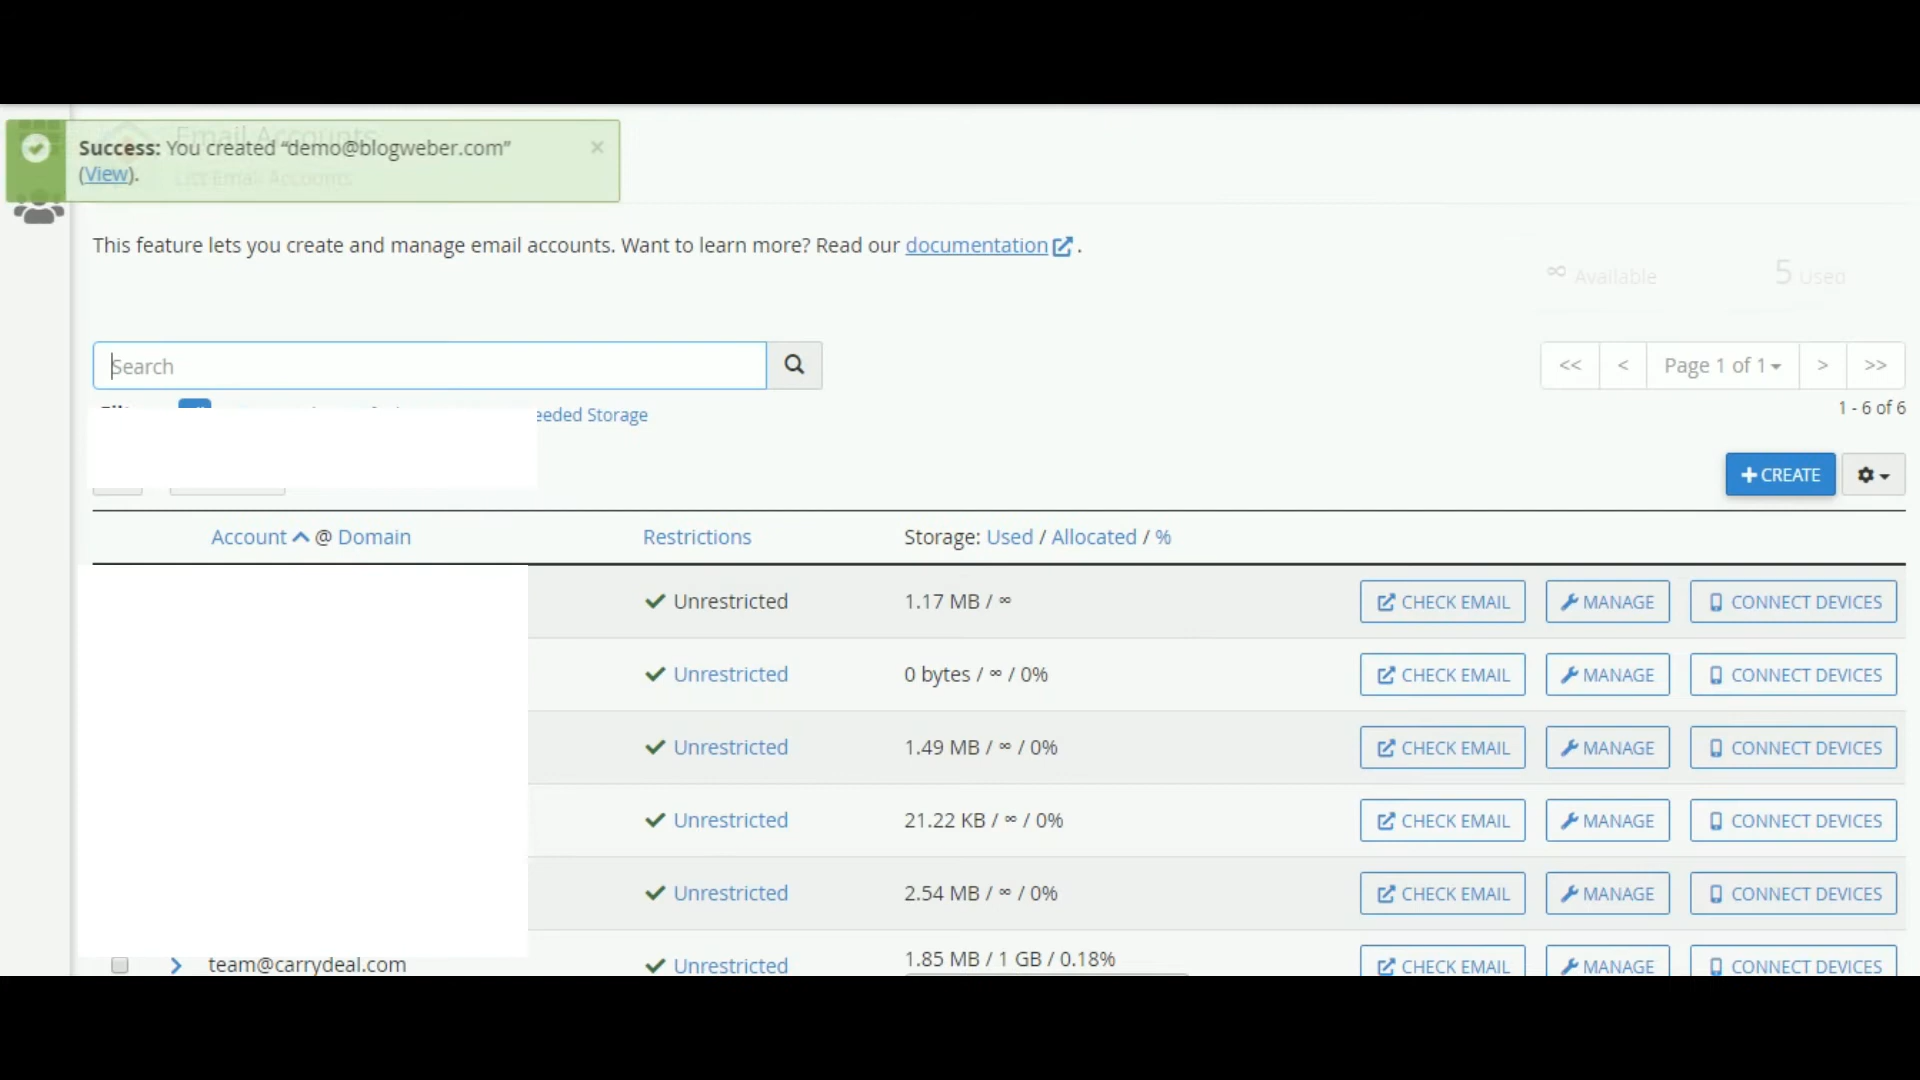 Email Accounts
Success: You created “demo@blogweber.com” ×
(View).
List Email Accounts
This feature lets you create and manage email accounts. Want to learn more? Read our documentation .
∞ Available 5 Used
Search << < Page 1 of 1 > >>
eeded Storage 1 - 6 of 6
+ CREATE
Account @ Domain Restrictions Storage: Used / Allocated / %
Unrestricted 1.17 MB / ∞ CHECK EMAIL MANAGE CONNECT DEVICES
Unrestricted 0 bytes / ∞ / 0% CHECK EMAIL MANAGE CONNECT DEVICES
Unrestricted 1.49 MB / ∞ / 0% CHECK EMAIL MANAGE CONNECT DEVICES
Unrestricted 21.22 KB / ∞ / 0% CHECK EMAIL MANAGE CONNECT DEVICES
Unrestricted 2.54 MB / ∞ / 0% CHECK EMAIL MANAGE CONNECT DEVICES
team@carrydeal.com Unrestricted 1.85 MB / 1 GB / 0.18% CHECK EMAIL MANAGE CONNECT DEVICES